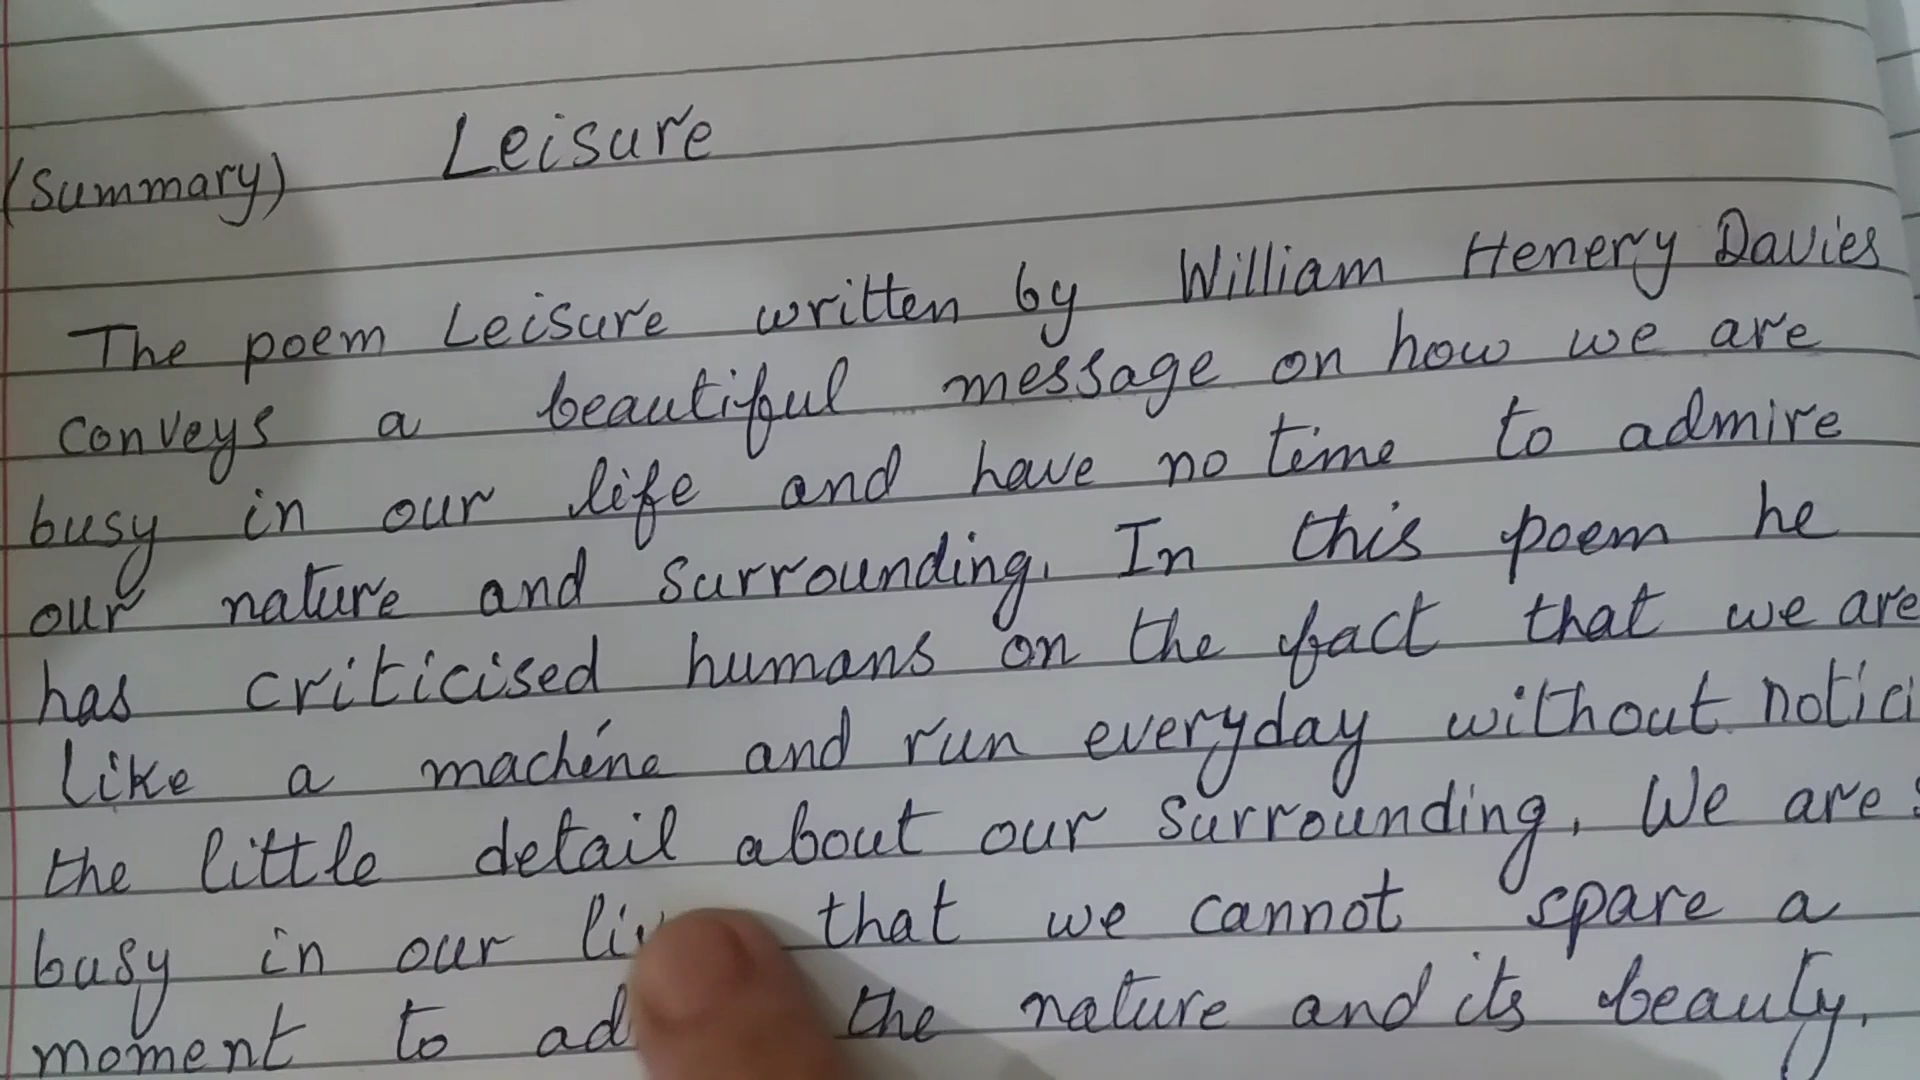 Leisure
(Summary)
The poem Leisure written by William Henery Davies
conveys a beautiful message on how we are
busy in our life and have no time to admire
our nature and surrounding. In this poem he
has criticised humans on the fact that we are
like a machine and run everyday without
the little detail about our surrounding. We are
busy in our that we cannot spare a
moment to the nature and its beauty.